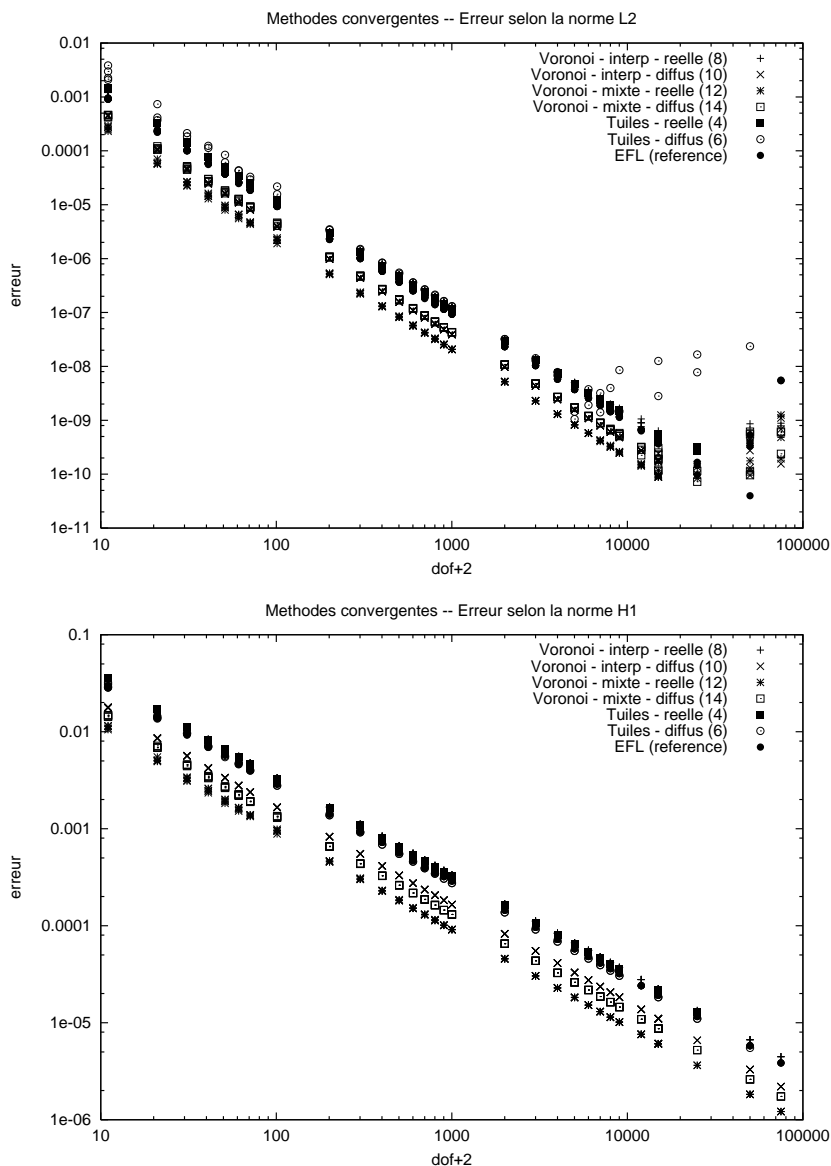 Methodes convergentes -- Erreur selon la norme L2
0.01
0.001
0.0001
1e-05
1e-06
1e-07
1e-08
1e-09
1e-10
1e-11
erreur
Voronoi - interp - reelle (8)
Voronoi - interp - diffus (10)
Voronoi - mixte - reelle (12)
Voronoi - mixte - diffus (14)
Tuiles - reelle (4)
Tuiles - diffus (6)
EFL (reference)
10 100 1000 10000 100000
dof+2
Methodes convergentes -- Erreur selon la norme H1
0.1
0.01
0.001
0.0001
1e-05
1e-06
erreur
Voronoi - interp - reelle (8)
Voronoi - interp - diffus (10)
Voronoi - mixte - reelle (12)
Voronoi - mixte - diffus (14)
Tuiles - reelle (4)
Tuiles - diffus (6)
EFL (reference)
10 100 1000 10000 100000
dof+2